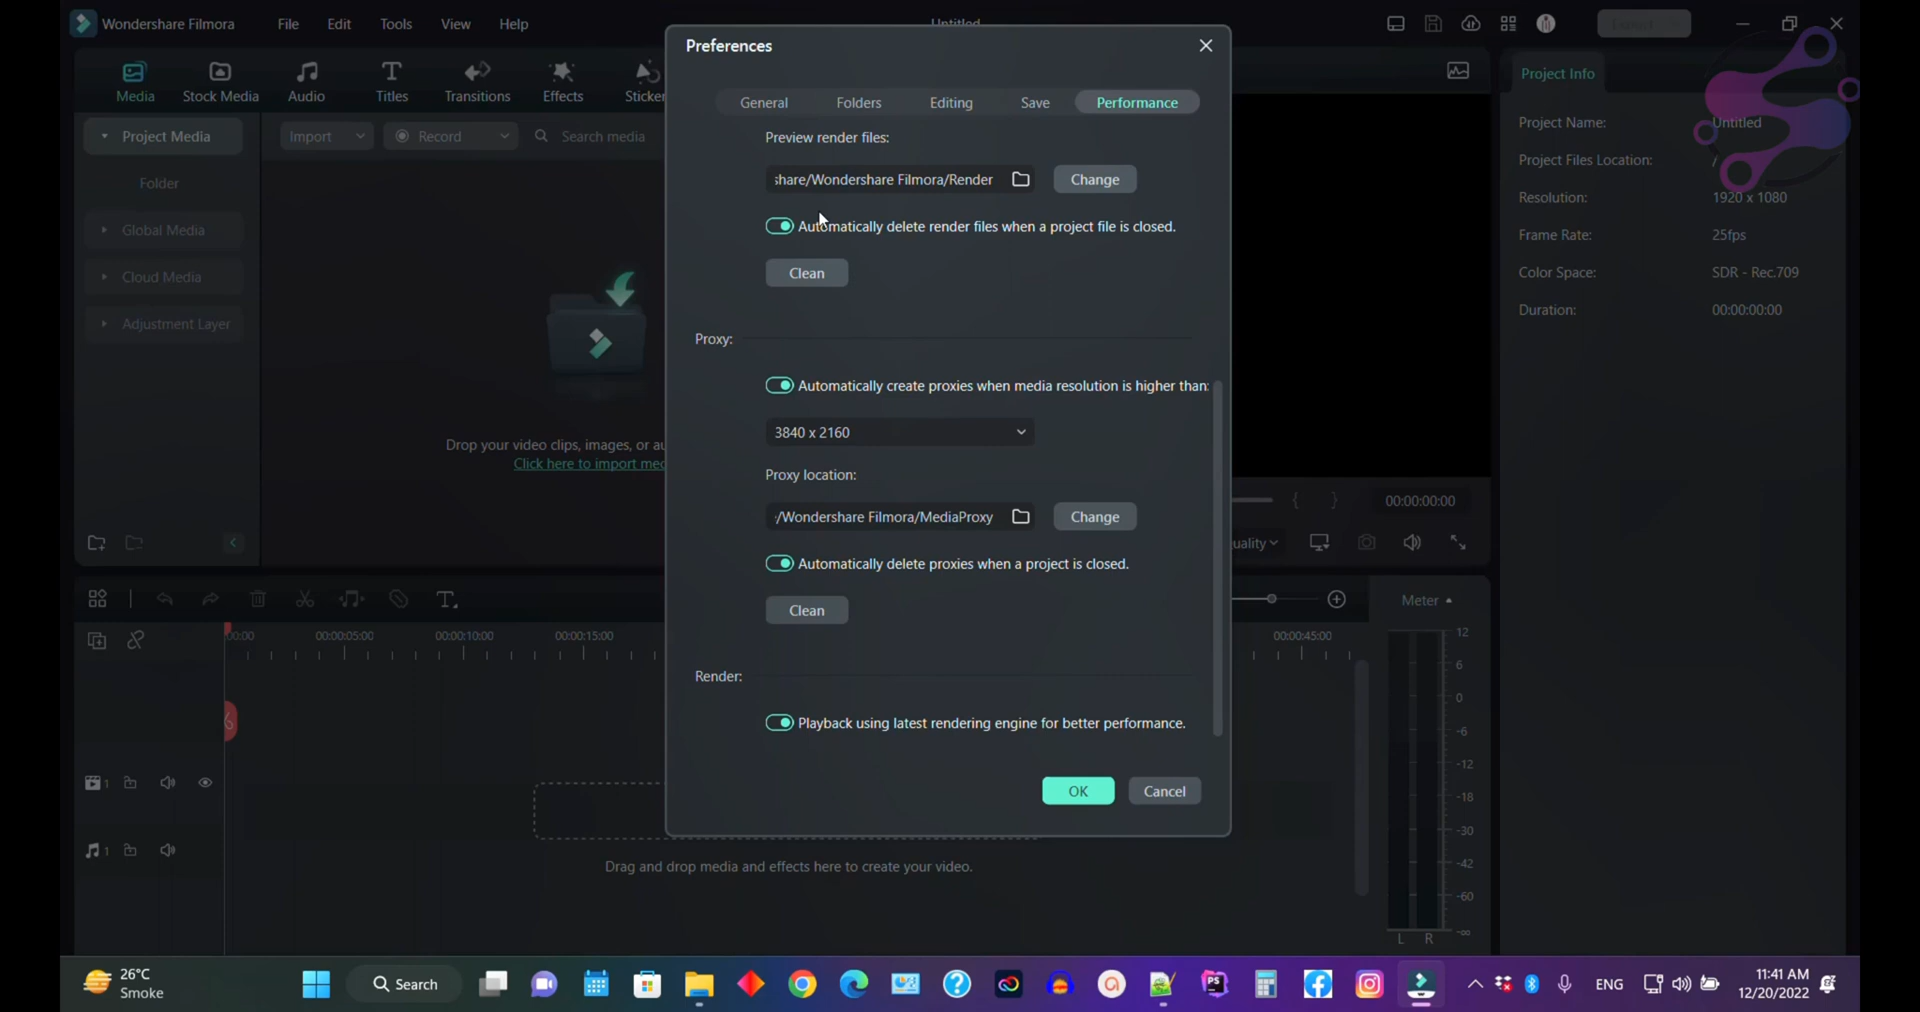 Wondershare Filmora
File
Edit
Tools
View
Help
Untitled
Media
Stock Media
Audio
Titles
Transitions
Effects
Sticker
Project Media
Import
Record
Search media
Folder
Global Media
Cloud Media
Adjustment Layer
Drop your video clips, images, or au
Click here to import med
Preferences
General
Folders
Editing
Save
Performance
Preview render files:
share/Wondershare Filmora/Render
Change
Automatically delete render files when a project file is closed.
Clean
Proxy:
Automatically create proxies when media resolution is higher than:
3840 x 2160
Proxy location:
/Wondershare Filmora/MediaProxy
Change
Automatically delete proxies when a project is closed.
Clean
Render:
Playback using latest rendering engine for better performance.
OK
Cancel
Project Info
Project Name: Untitled
Project Files Location: /
Resolution: 1920 x 1080
Frame Rate: 25fps
Color Space: SDR - Rec.709
Duration: 00:00:00:00
{ } 00:00:00:00
uality
Meter
:00:00
00:00:05:00
00:00:10:00
00:00:15:00
00:00:45:00
12
6
0
-6
-12
-18
-30
-42
-60
-∞
L R
1
1
Drag and drop media and effects here to create your video.
26°C
Smoke
Search
PS
ENG
11:41 AM
12/20/2022